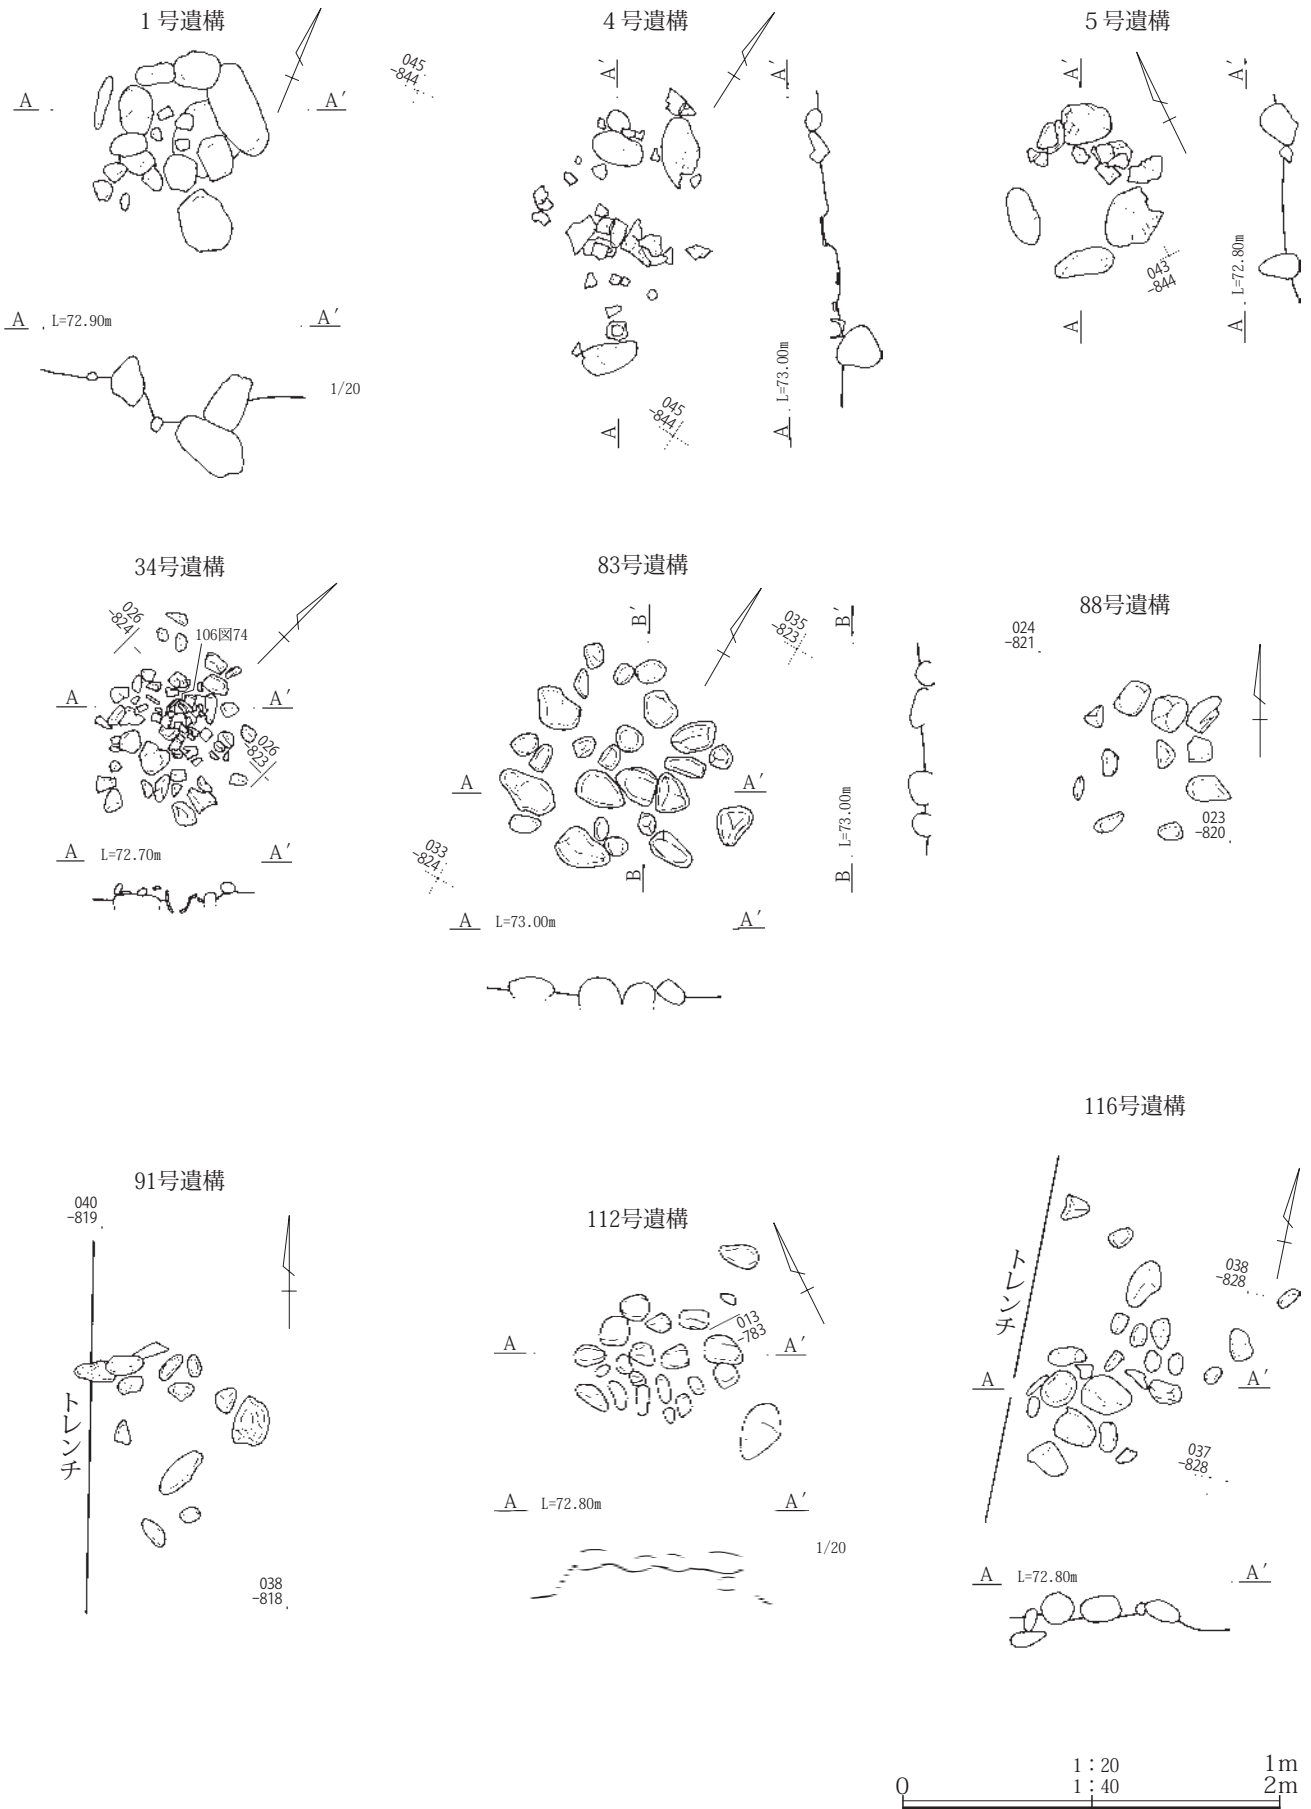 1号遺構
A
A′
045
-844
A L=72.90m
A′
1/20
4号遺構
A′
A′
A
045
-844
A L=73.00m
5号遺構
A′
A′
043
-844
A
A L=72.80m
34号遺構
026
-824
106図74
A
A′
026
-823
A L=72.70m
A′
83号遺構
B′
035
-823
B′
A
A′
033
-824
B
B L=73.00m
A L=73.00m
A′
88号遺構
024
-821
023
-820
91号遺構
040
-819
トレンチ
038
-818
112号遺構
013
-783
A
A′
A L=72.80m
A′
1/20
116号遺構
トレンチ
038
-828
A
A′
037
-828
A L=72.80m
A′
1:20 1m
0 1:40 2m